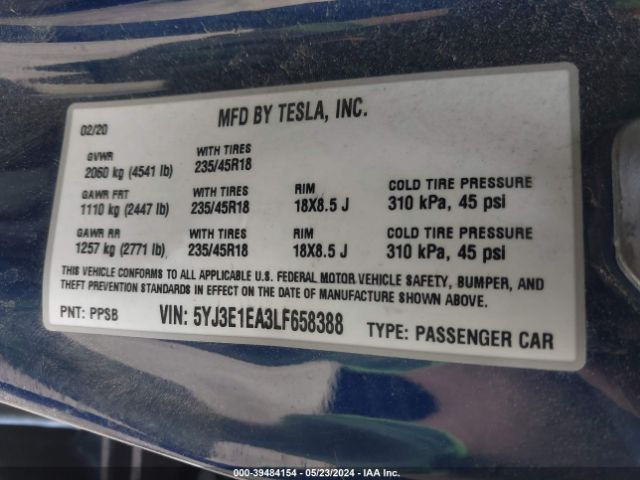 MFD BY TESLA, INC.
02/20
GVWR WITH TIRES
2060 kg (4541 lb) 235/45R18
GAWR FRT WITH TIRES RIM COLD TIRE PRESSURE
1110 kg (2447 lb) 235/45R18 18X8.5 J 310 kPa, 45 psi
GAWR RR WITH TIRES RIM COLD TIRE PRESSURE
1257 kg (2771 lb) 235/45R18 18X8.5 J 310 kPa, 45 psi
THIS VEHICLE CONFORMS TO ALL APPLICABLE U.S. FEDERAL MOTOR VEHICLE SAFETY, BUMPER, AND
THEFT PREVENTION STANDARDS IN EFFECT ON THE DATE OF MANUFACTURE SHOWN ABOVE.
PNT: PPSB VIN: 5YJ3E1EA3LF658388 TYPE: PASSENGER CAR
000-39484154 - 05/23/2024 - IAA Inc.